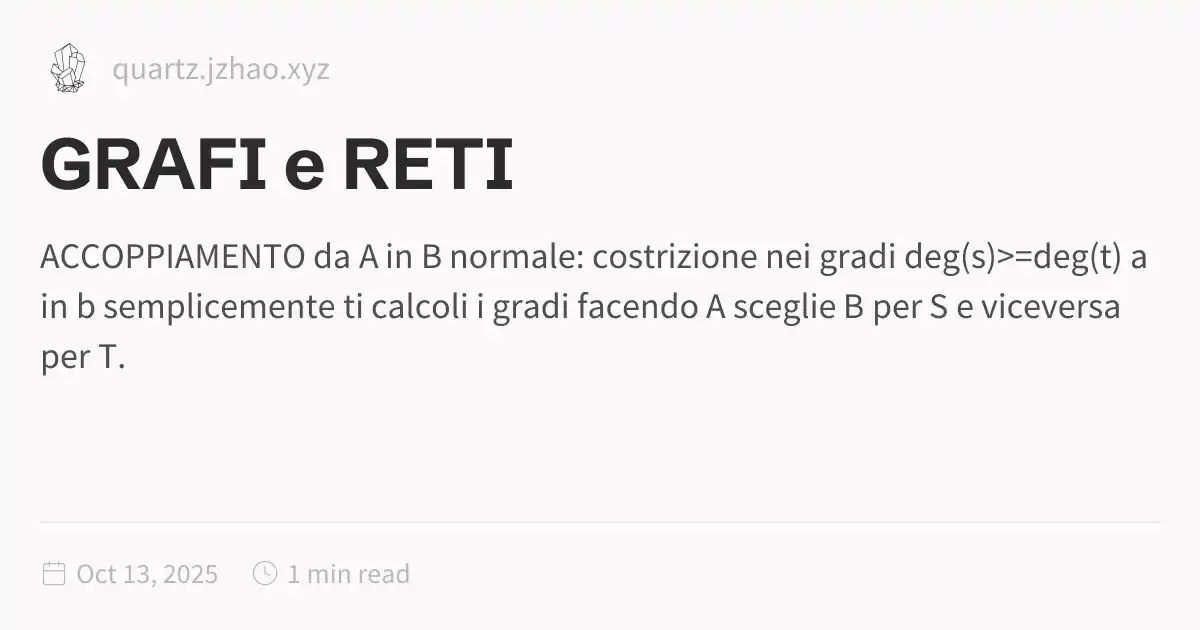 quartz.jzhao.xyz
GRAFI e RETI
ACCOPPIAMENTO da A in B normale: costrizione nei gradi deg(s)>=deg(t) a
in b semplicemente ti calcoli i gradi facendo A sceglie B per S e viceversa
per T.
Oct 13, 2025
1 min read